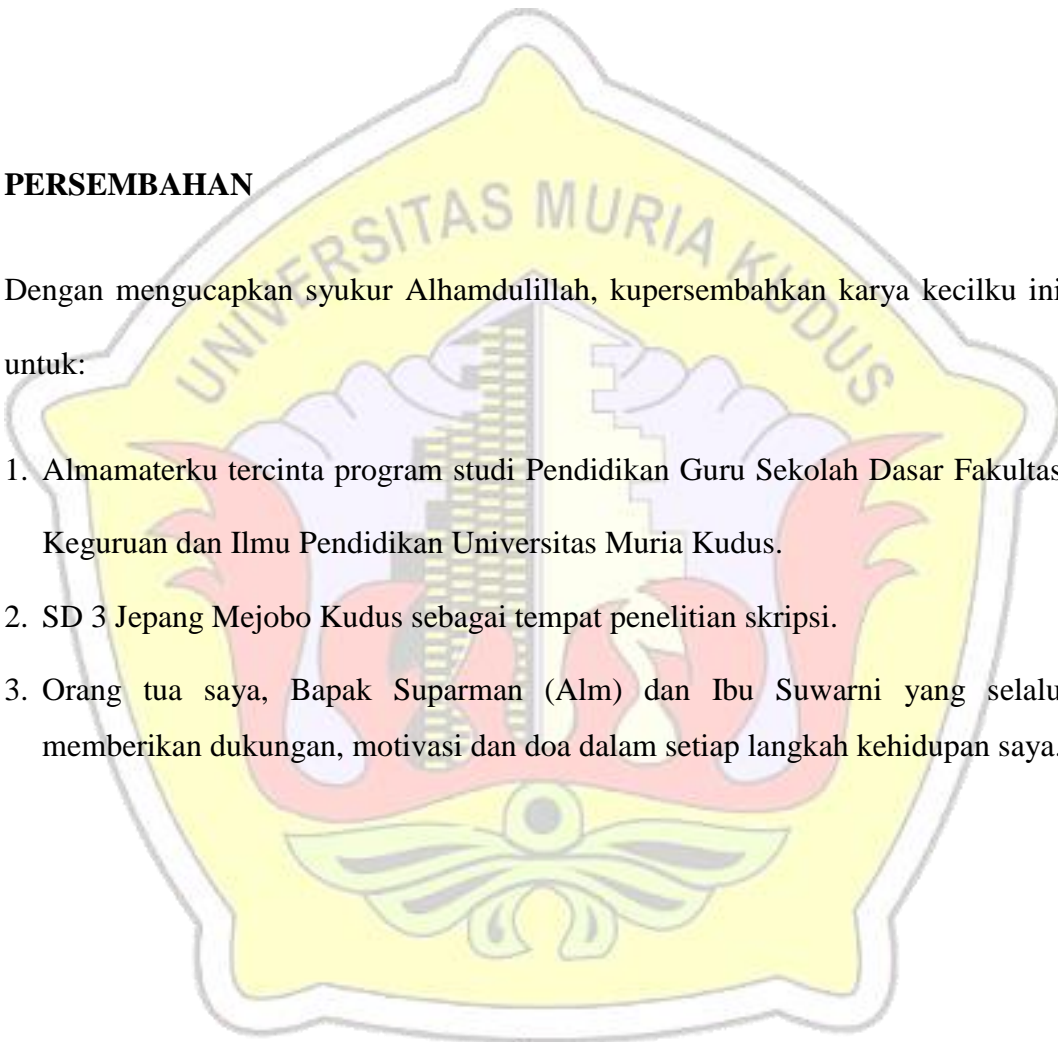 PERSEMBAHAN
UNIVERSITAS MURIA KUDUS
Dengan mengucapkan syukur Alhamdulillah, kupersembahkan karya kecilku ini
untuk:
1. Almamaterku tercinta program studi Pendidikan Guru Sekolah Dasar Fakultas
Keguruan dan Ilmu Pendidikan Universitas Muria Kudus.
2. SD 3 Jepang Mejobo Kudus sebagai tempat penelitian skripsi.
3. Orang tua saya, Bapak Suparman (Alm) dan Ibu Suwarni yang selalu
memberikan dukungan, motivasi dan doa dalam setiap langkah kehidupan saya.